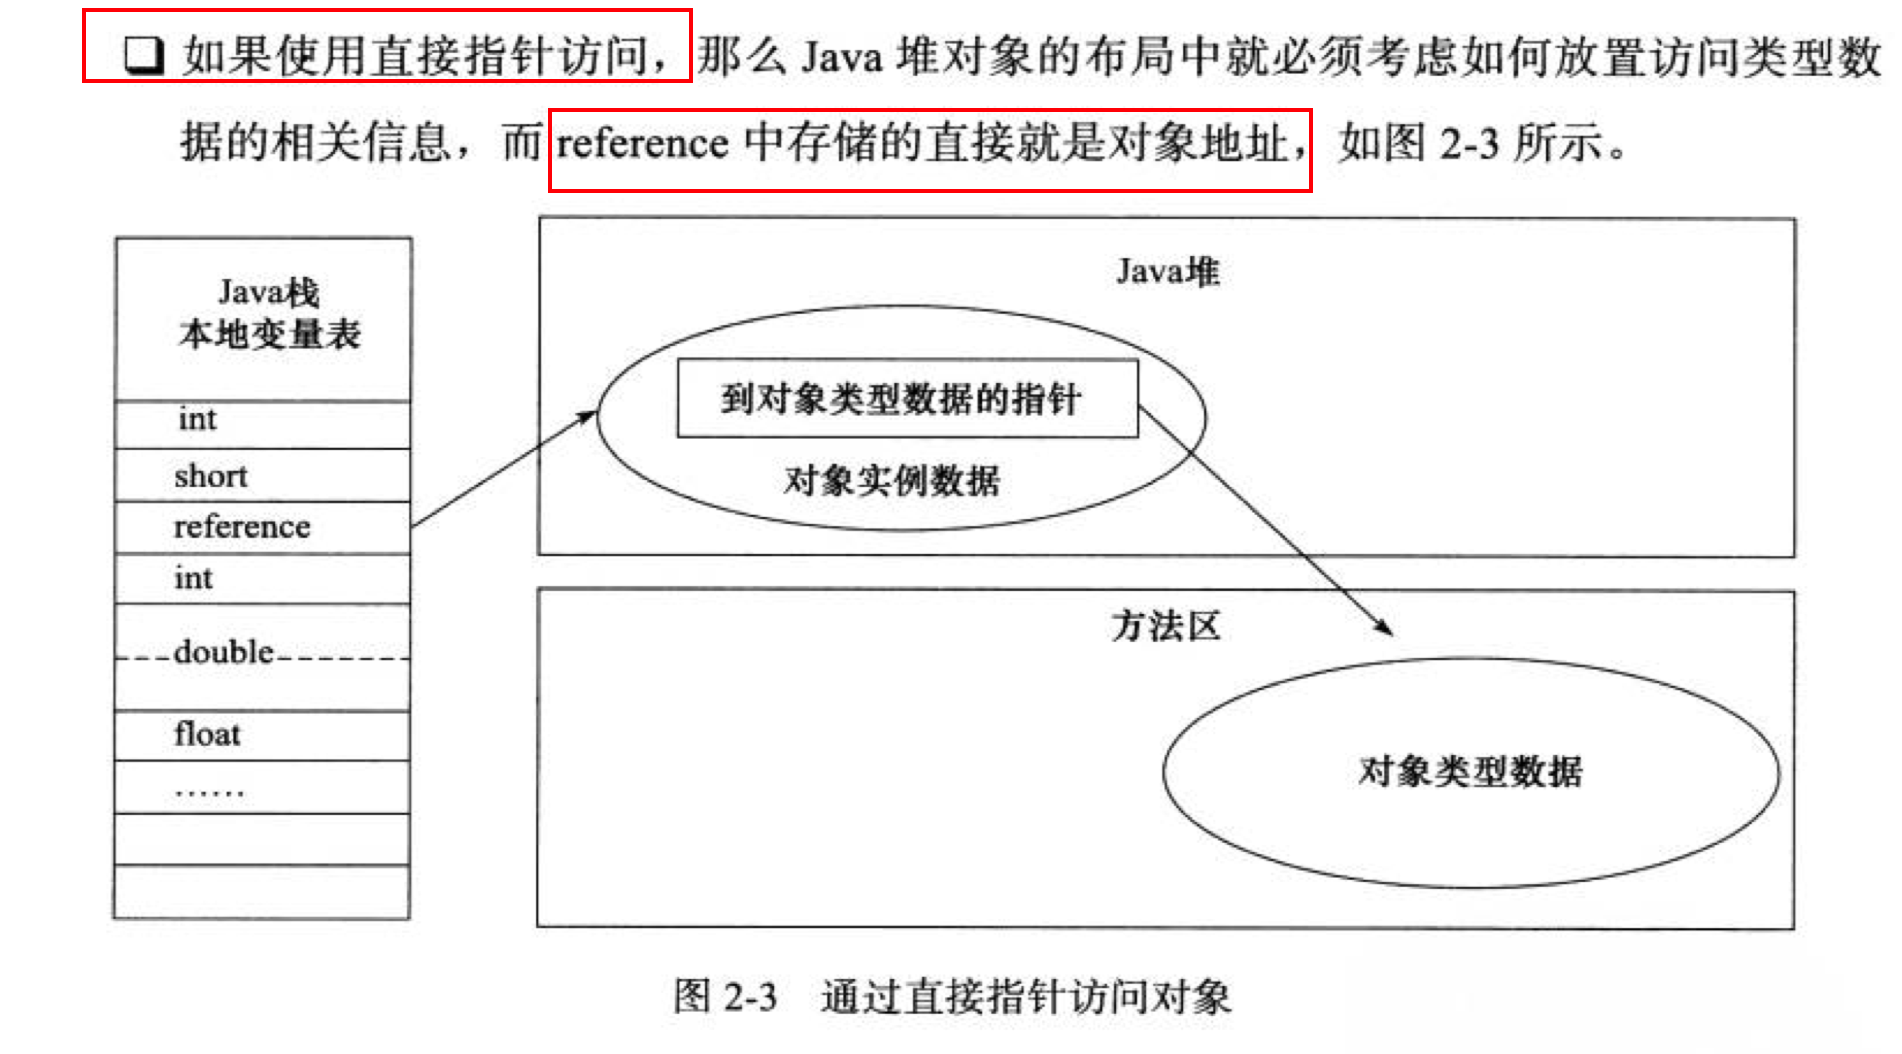 ❑ 如果使用直接指针访问，那么 Java 堆对象的布局中就必须考虑如何放置访问类型数
据的相关信息，而 reference 中存储的直接就是对象地址，如图 2-3 所示。
Java栈
本地变量表
int
short
reference
int
double
float
……
Java堆
到对象类型数据的指针
对象实例数据
方法区
对象类型数据
图 2-3 通过直接指针访问对象